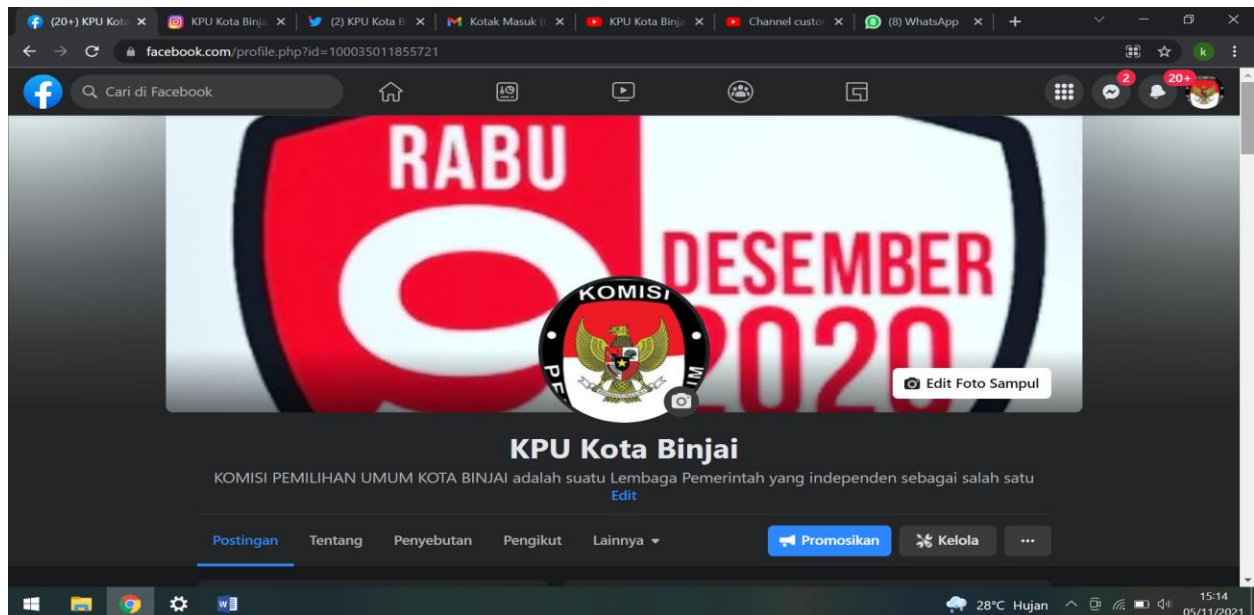 (20+) KPU Kota
KPU Kota Binja
(2) KPU Kota B
Kotak Masuk (
KPU Kota Binja
Channel custo
(8) WhatsApp
facebook.com/profile.php?id=100035011855721
k
Cari di Facebook
2
20+
RABU
9 DESEMBER
2020
KOMISI
Edit Foto Sampul
KPU Kota Binjai
KOMISI PEMILIHAN UMUM KOTA BINJAI adalah suatu Lembaga Pemerintah yang independen sebagai salah satu
Edit
Postingan Tentang Penyebutan Pengikut Lainnya
Promosikan
Kelola
28°C Hujan
15:14
05/11/2021